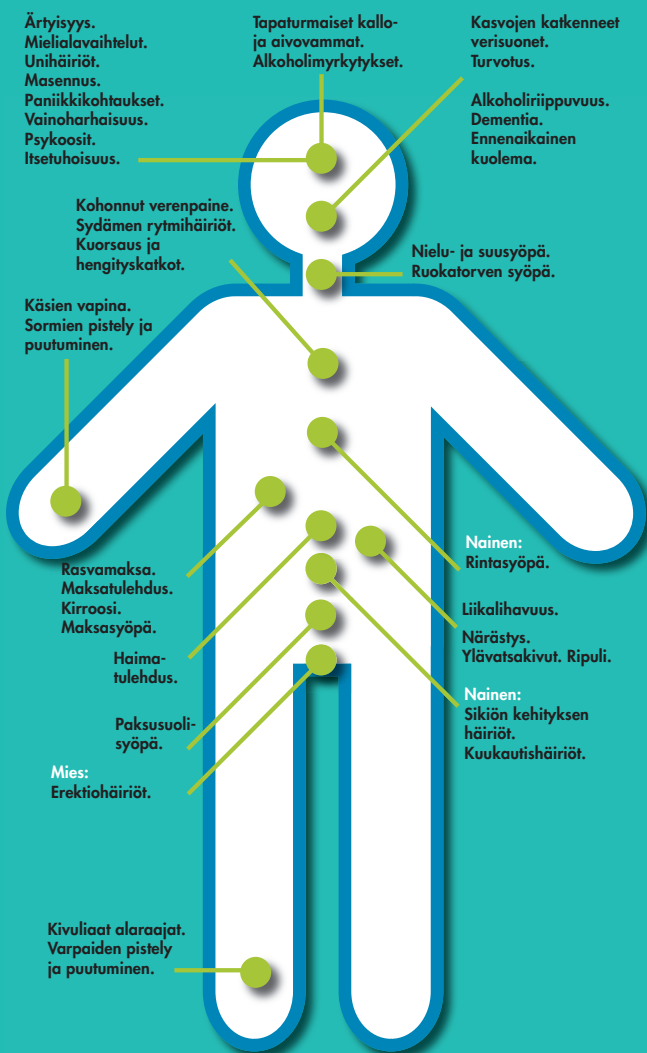 Ärtyisyys.
Mielialavaihtelut.
Unihäiriöt.
Masennus.
Paniikkikohtaukset.
Vainoharhaisuus.
Psykoosit.
Itsetuhoisuus.
Tapaturmaiset kallo-
ja aivovammat.
Alkoholimyrkytykset.
Kasvojen katkenneet
verisuonet.
Turvotus.
Alkoholiriippuvuus.
Dementia.
Ennenaikainen
kuolema.
Kohonnut verenpaine.
Sydämen rytmihäiriöt.
Kuorsaus ja
hengityskatkot.
Nielu- ja suusyöpä.
Ruokatorven syöpä.
Käsien vapina.
Sormien pistely ja
puutuminen.
Nainen:
Rintasyöpä.
Rasvamaksa.
Maksatulehdus.
Kirroosi.
Maksasyöpä.
Liikalihavuus.
Närästys.
Ylävatsakivut. Ripuli.
Haima-
tulehdus.
Nainen:
Sikiön kehityksen
häiriöt.
Kuukautishäiriöt.
Paksusuoli-
syöpä.
Mies:
Erektiohäiriöt.
Kivuliaat alaraajat.
Varpaiden pistely
ja puutuminen.